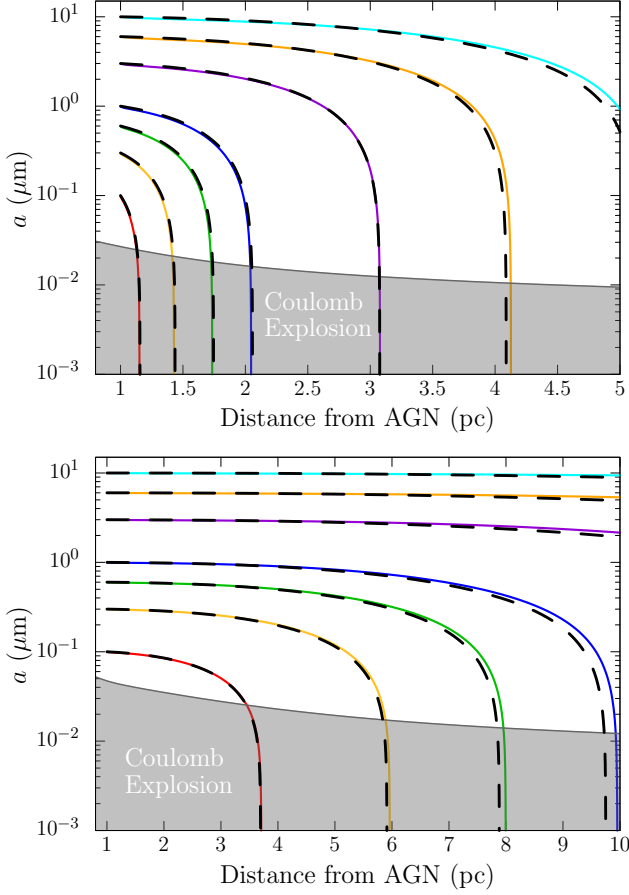 10^1
10^0
10^−1
10^−2
10^−3
a (μm)
Coulomb
Explosion
1 1.5 2 2.5 3 3.5 4 4.5 5
Distance from AGN (pc)
10^1
10^0
10^−1
10^−2
10^−3
a (μm)
Coulomb
Explosion
1 2 3 4 5 6 7 8 9 10
Distance from AGN (pc)